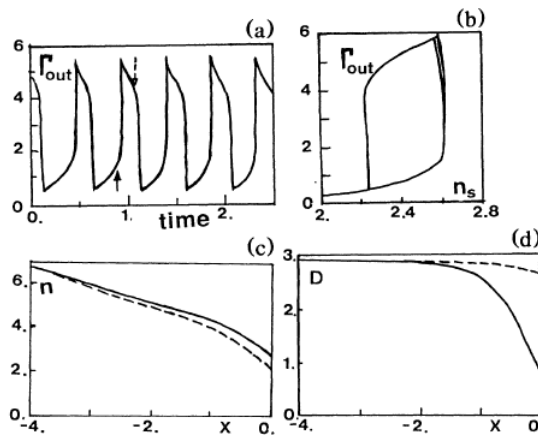 (a)
Γout
6
4
2
0
0. 1. 2.
time
(b)
Γout
6
4
2
0
ns
2. 2.4 2.8
(c)
n
6.
4.
2.
0.
-4. -2. X 0.
(d)
D
3.
2.
1.
0.
-4. -2. X 0.